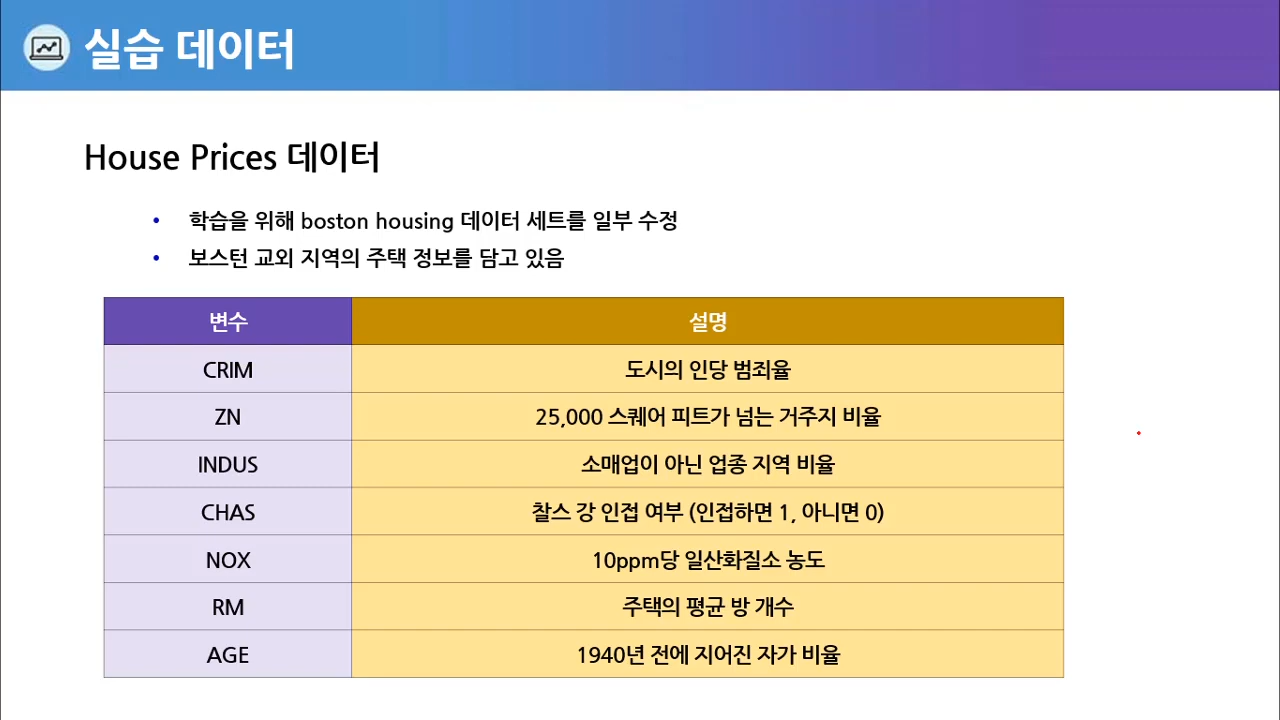 실습 데이터
House Prices 데이터
• 학습을 위해 boston housing 데이터 세트를 일부 수정
• 보스턴 교외 지역의 주택 정보를 담고 있음
변수 설명
CRIM 도시의 인당 범죄율
ZN 25,000 스퀘어 피트가 넘는 거주지 비율
INDUS 소매업이 아닌 업종 지역 비율
CHAS 찰스 강 인접 여부 (인접하면 1, 아니면 0)
NOX 10ppm당 일산화질소 농도
RM 주택의 평균 방 개수
AGE 1940년 전에 지어진 자가 비율